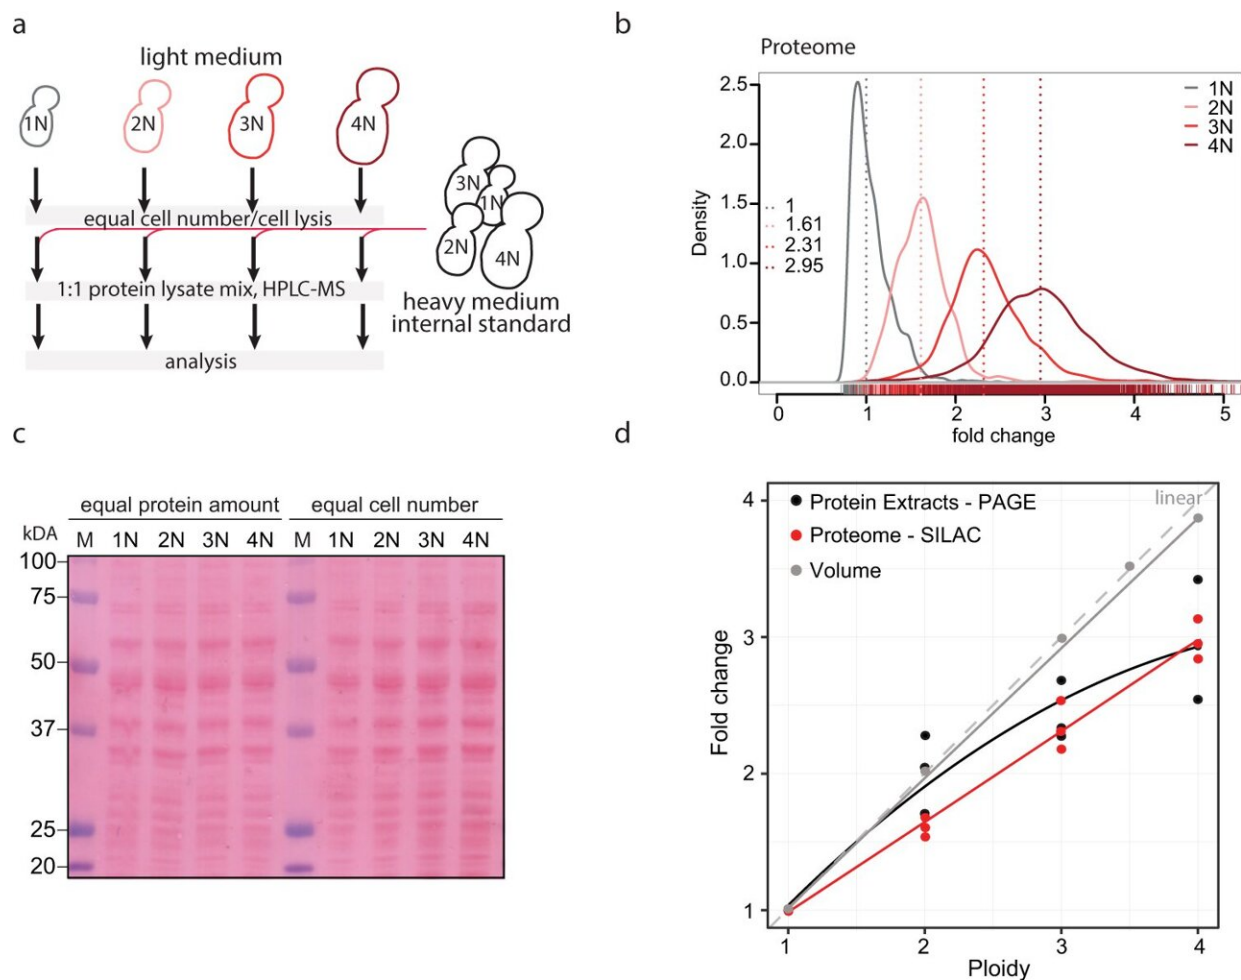 a
light medium
1N
2N
3N
4N
equal cell number/cell lysis
3N
1N
2N
4N
1:1 protein lysate mix, HPLC-MS
heavy medium
internal standard
analysis
b
Proteome
Density
2.5
2.0
1.5
1.0
0.5
0.0
1N
2N
3N
4N
1
1.61
2.31
2.95
0 1 2 3 4 5
fold change
c
equal protein amount equal cell number
kDA M 1N 2N 3N 4N M 1N 2N 3N 4N
100
75
50
37
25
20
d
Fold change
4
3
2
1
Protein Extracts - PAGE
Proteome - SILAC
Volume
linear
1 2 3 4
Ploidy